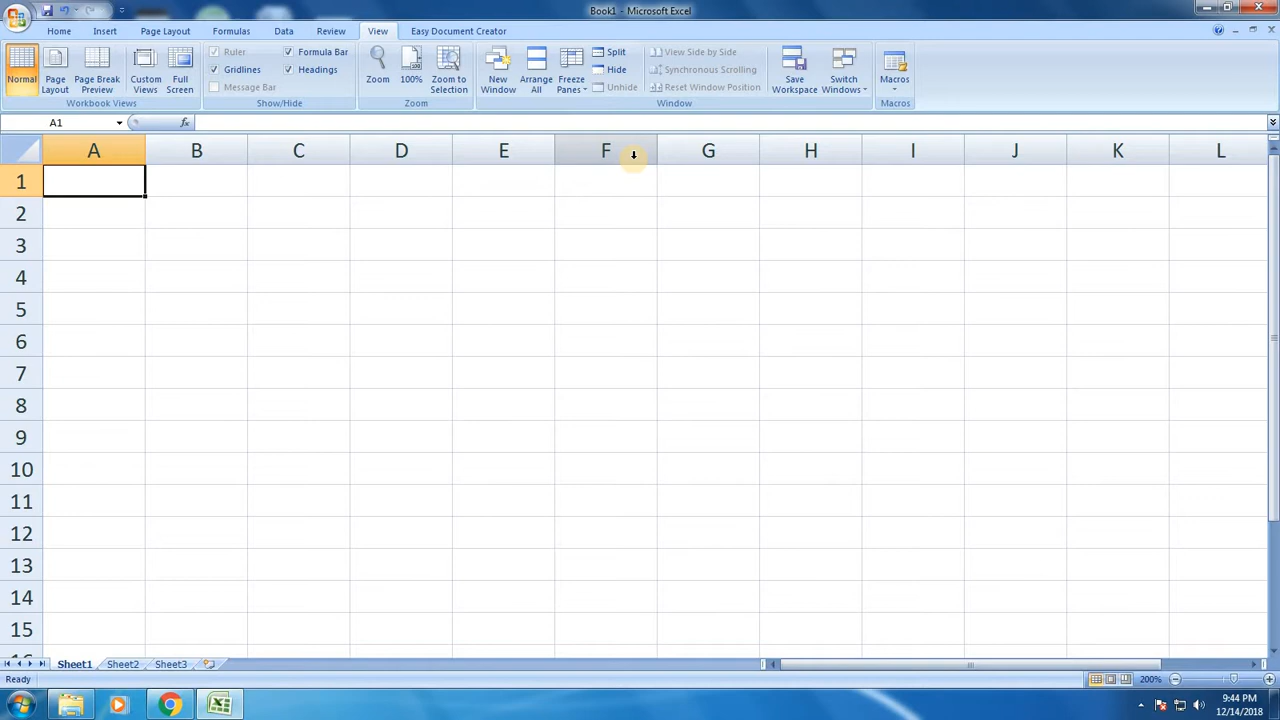 Book1 - Microsoft Excel
Home Insert Page Layout Formulas Data Review View Easy Document Creator
Normal Page Layout Page Break Preview Custom Views Full Screen
Workbook Views
Ruler Formula Bar
Gridlines Headings
Message Bar
Show/Hide
Zoom 100% Zoom to Selection
Zoom
New Window Arrange All Freeze Panes
Split
Hide
Unhide
View Side by Side
Synchronous Scrolling
Reset Window Position
Save Workspace Switch Windows
Window
Macros
Macros
A1 fx
A B C D E F G H I J K L
1
2
3
4
5
6
7
8
9
10
11
12
13
14
15
Sheet1 Sheet2 Sheet3
Ready 200%
9:44 PM
12/14/2018